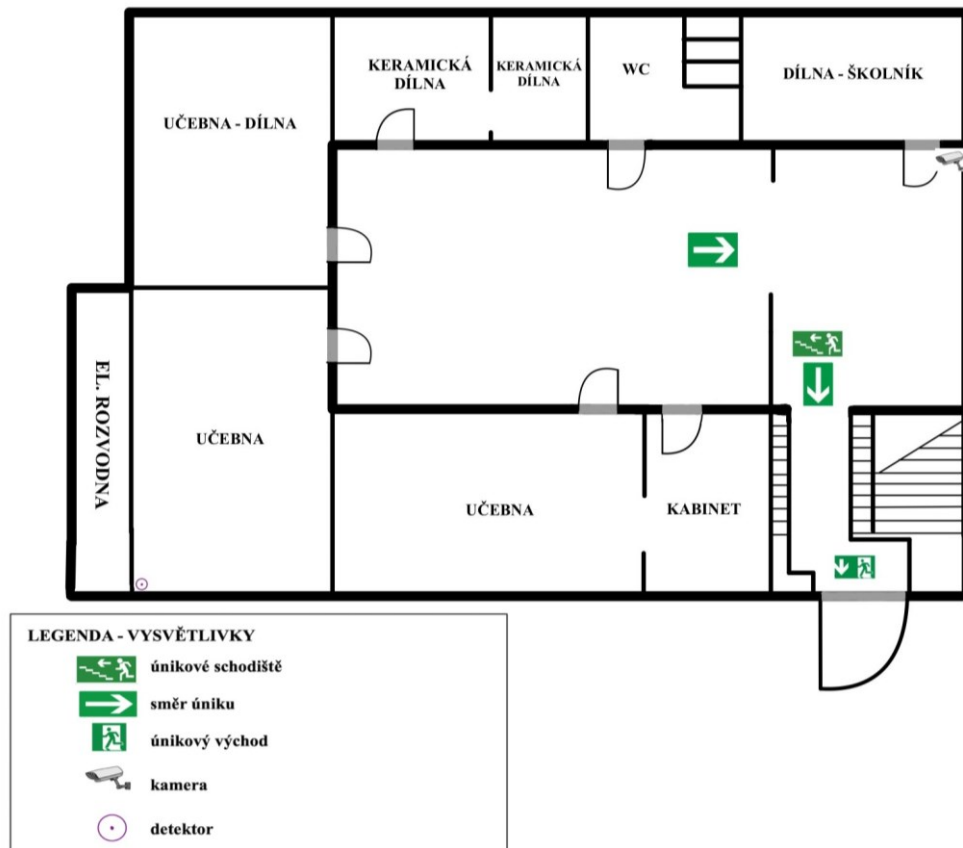 KERAMICKÁ
DÍLNA
KERAMICKÁ
DÍLNA
WC
DÍLNA - ŠKOLNÍK
UČEBNA - DÍLNA
EL. ROZVODNA
UČEBNA
UČEBNA
KABINET
LEGENDA - VYSVĚTLIVKY
únikové schodiště
směr úniku
únikový východ
kamera
detektor